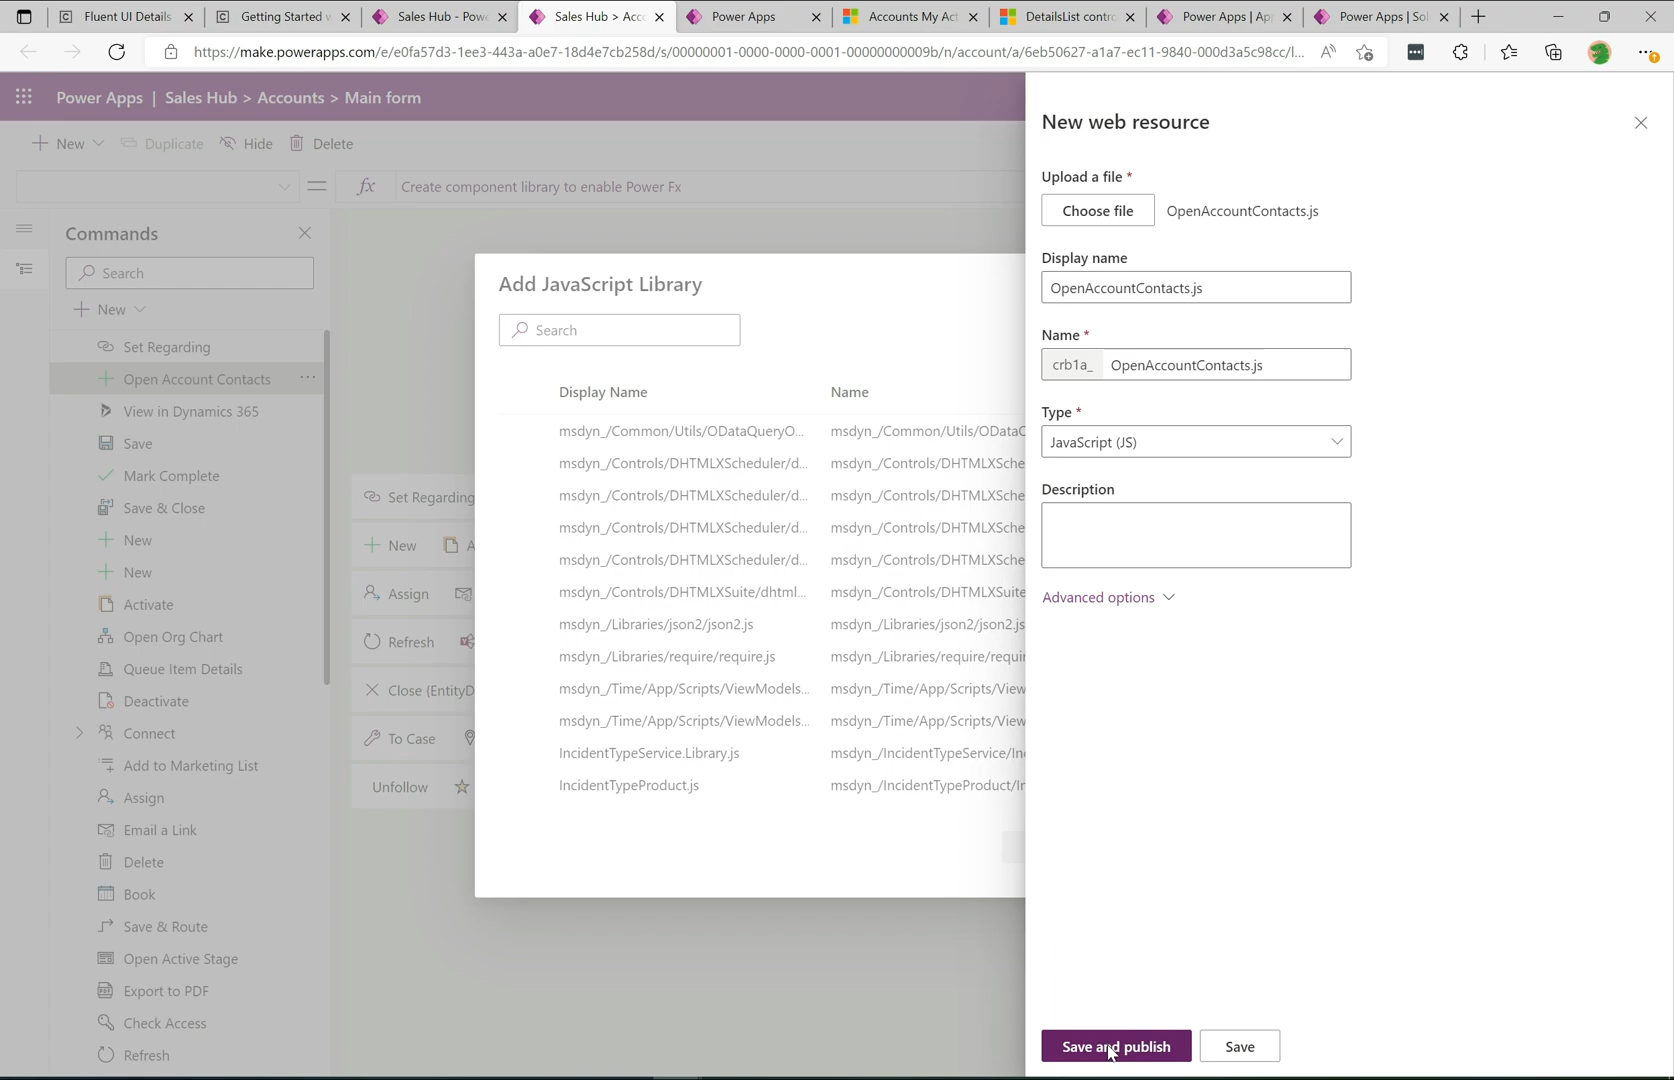 Fluent UI Details
Getting Started w
Sales Hub - Powe
Sales Hub > Acco
Power Apps
Accounts My Act
DetailsList contro
Power Apps | Ap
Power Apps | Sol
https://make.powerapps.com/e/e0fa57d3-1ee3-443a-a0e7-18d4e7cb258d/s/00000001-0000-0000-0001-00000000009b/n/account/a/6eb50627-a1a7-ec11-9840-000d3a5c98cc/l...
Power Apps | Sales Hub > Accounts > Main form
New Duplicate Hide Delete
fx Create component library to enable Power Fx
Commands
Search
New
Set Regarding
Open Account Contacts ...
View in Dynamics 365
Save
Mark Complete
Save & Close
New
New
Activate
Open Org Chart
Queue Item Details
Deactivate
Connect
Add to Marketing List
Assign
Email a Link
Delete
Book
Save & Route
Open Active Stage
Export to PDF
Check Access
Refresh
Set Regarding
New A
Assign
Refresh
Close (EntityD
To Case
Unfollow
Add JavaScript Library
Search
Display Name Name
msdyn_/Common/Utils/ODataQueryO... msdyn_/Common/Utils/ODataQ
msdyn_/Controls/DHTMLXScheduler/d... msdyn_/Controls/DHTMLXSche
msdyn_/Controls/DHTMLXScheduler/d... msdyn_/Controls/DHTMLXSche
msdyn_/Controls/DHTMLXScheduler/d... msdyn_/Controls/DHTMLXSche
msdyn_/Controls/DHTMLXScheduler/d... msdyn_/Controls/DHTMLXSche
msdyn_/Controls/DHTMLXSuite/dhtml... msdyn_/Controls/DHTMLXSuite
msdyn_/Libraries/json2/json2.js msdyn_/Libraries/json2/json2.js
msdyn_/Libraries/require/require.js msdyn_/Libraries/require/requir
msdyn_/Time/App/Scripts/ViewModels... msdyn_/Time/App/Scripts/View
msdyn_/Time/App/Scripts/ViewModels... msdyn_/Time/App/Scripts/View
IncidentTypeService.Library.js msdyn_/IncidentTypeService/In
IncidentTypeProduct.js msdyn_/IncidentTypeProduct/In
New web resource
Upload a file *
Choose file OpenAccountContacts.js
Display name
OpenAccountContacts.js
Name *
crb1a_ OpenAccountContacts.js
Type *
JavaScript (JS)
Description
Advanced options
Save and publish Save